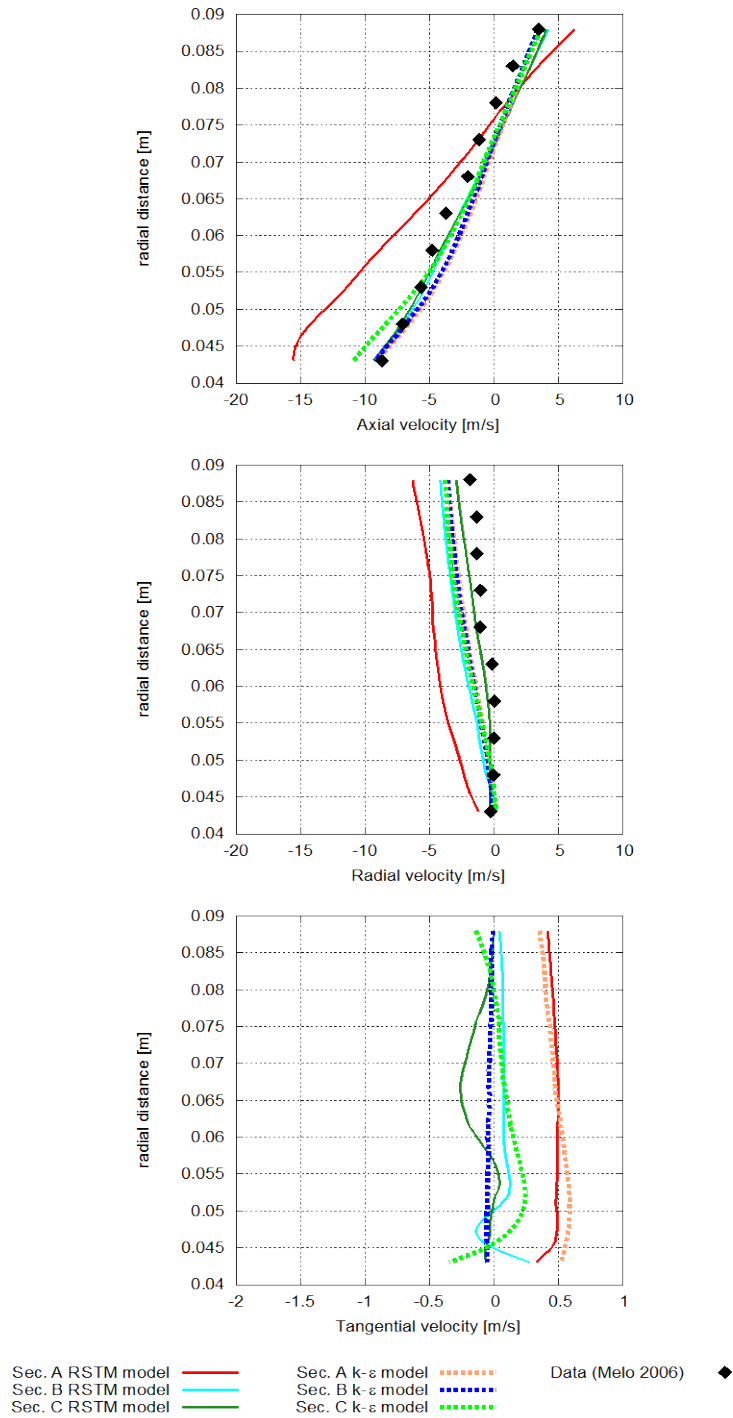 0.09
0.085
0.08
0.075
0.07
0.065
0.06
0.055
0.05
0.045
0.04
radial distance [m]
-20 -15 -10 -5 0 5 10
Axial velocity [m/s]
0.09
0.085
0.08
0.075
0.07
0.065
0.06
0.055
0.05
0.045
0.04
radial distance [m]
-20 -15 -10 -5 0 5 10
Radial velocity [m/s]
0.09
0.085
0.08
0.075
0.07
0.065
0.06
0.055
0.05
0.045
0.04
radial distance [m]
-2 -1.5 -1 -0.5 0 0.5 1
Tangential velocity [m/s]
Sec. A RSTM model Sec. A k-ε model Data (Melo 2006)
Sec. B RSTM model Sec. B k-ε model
Sec. C RSTM model Sec. C k-ε model